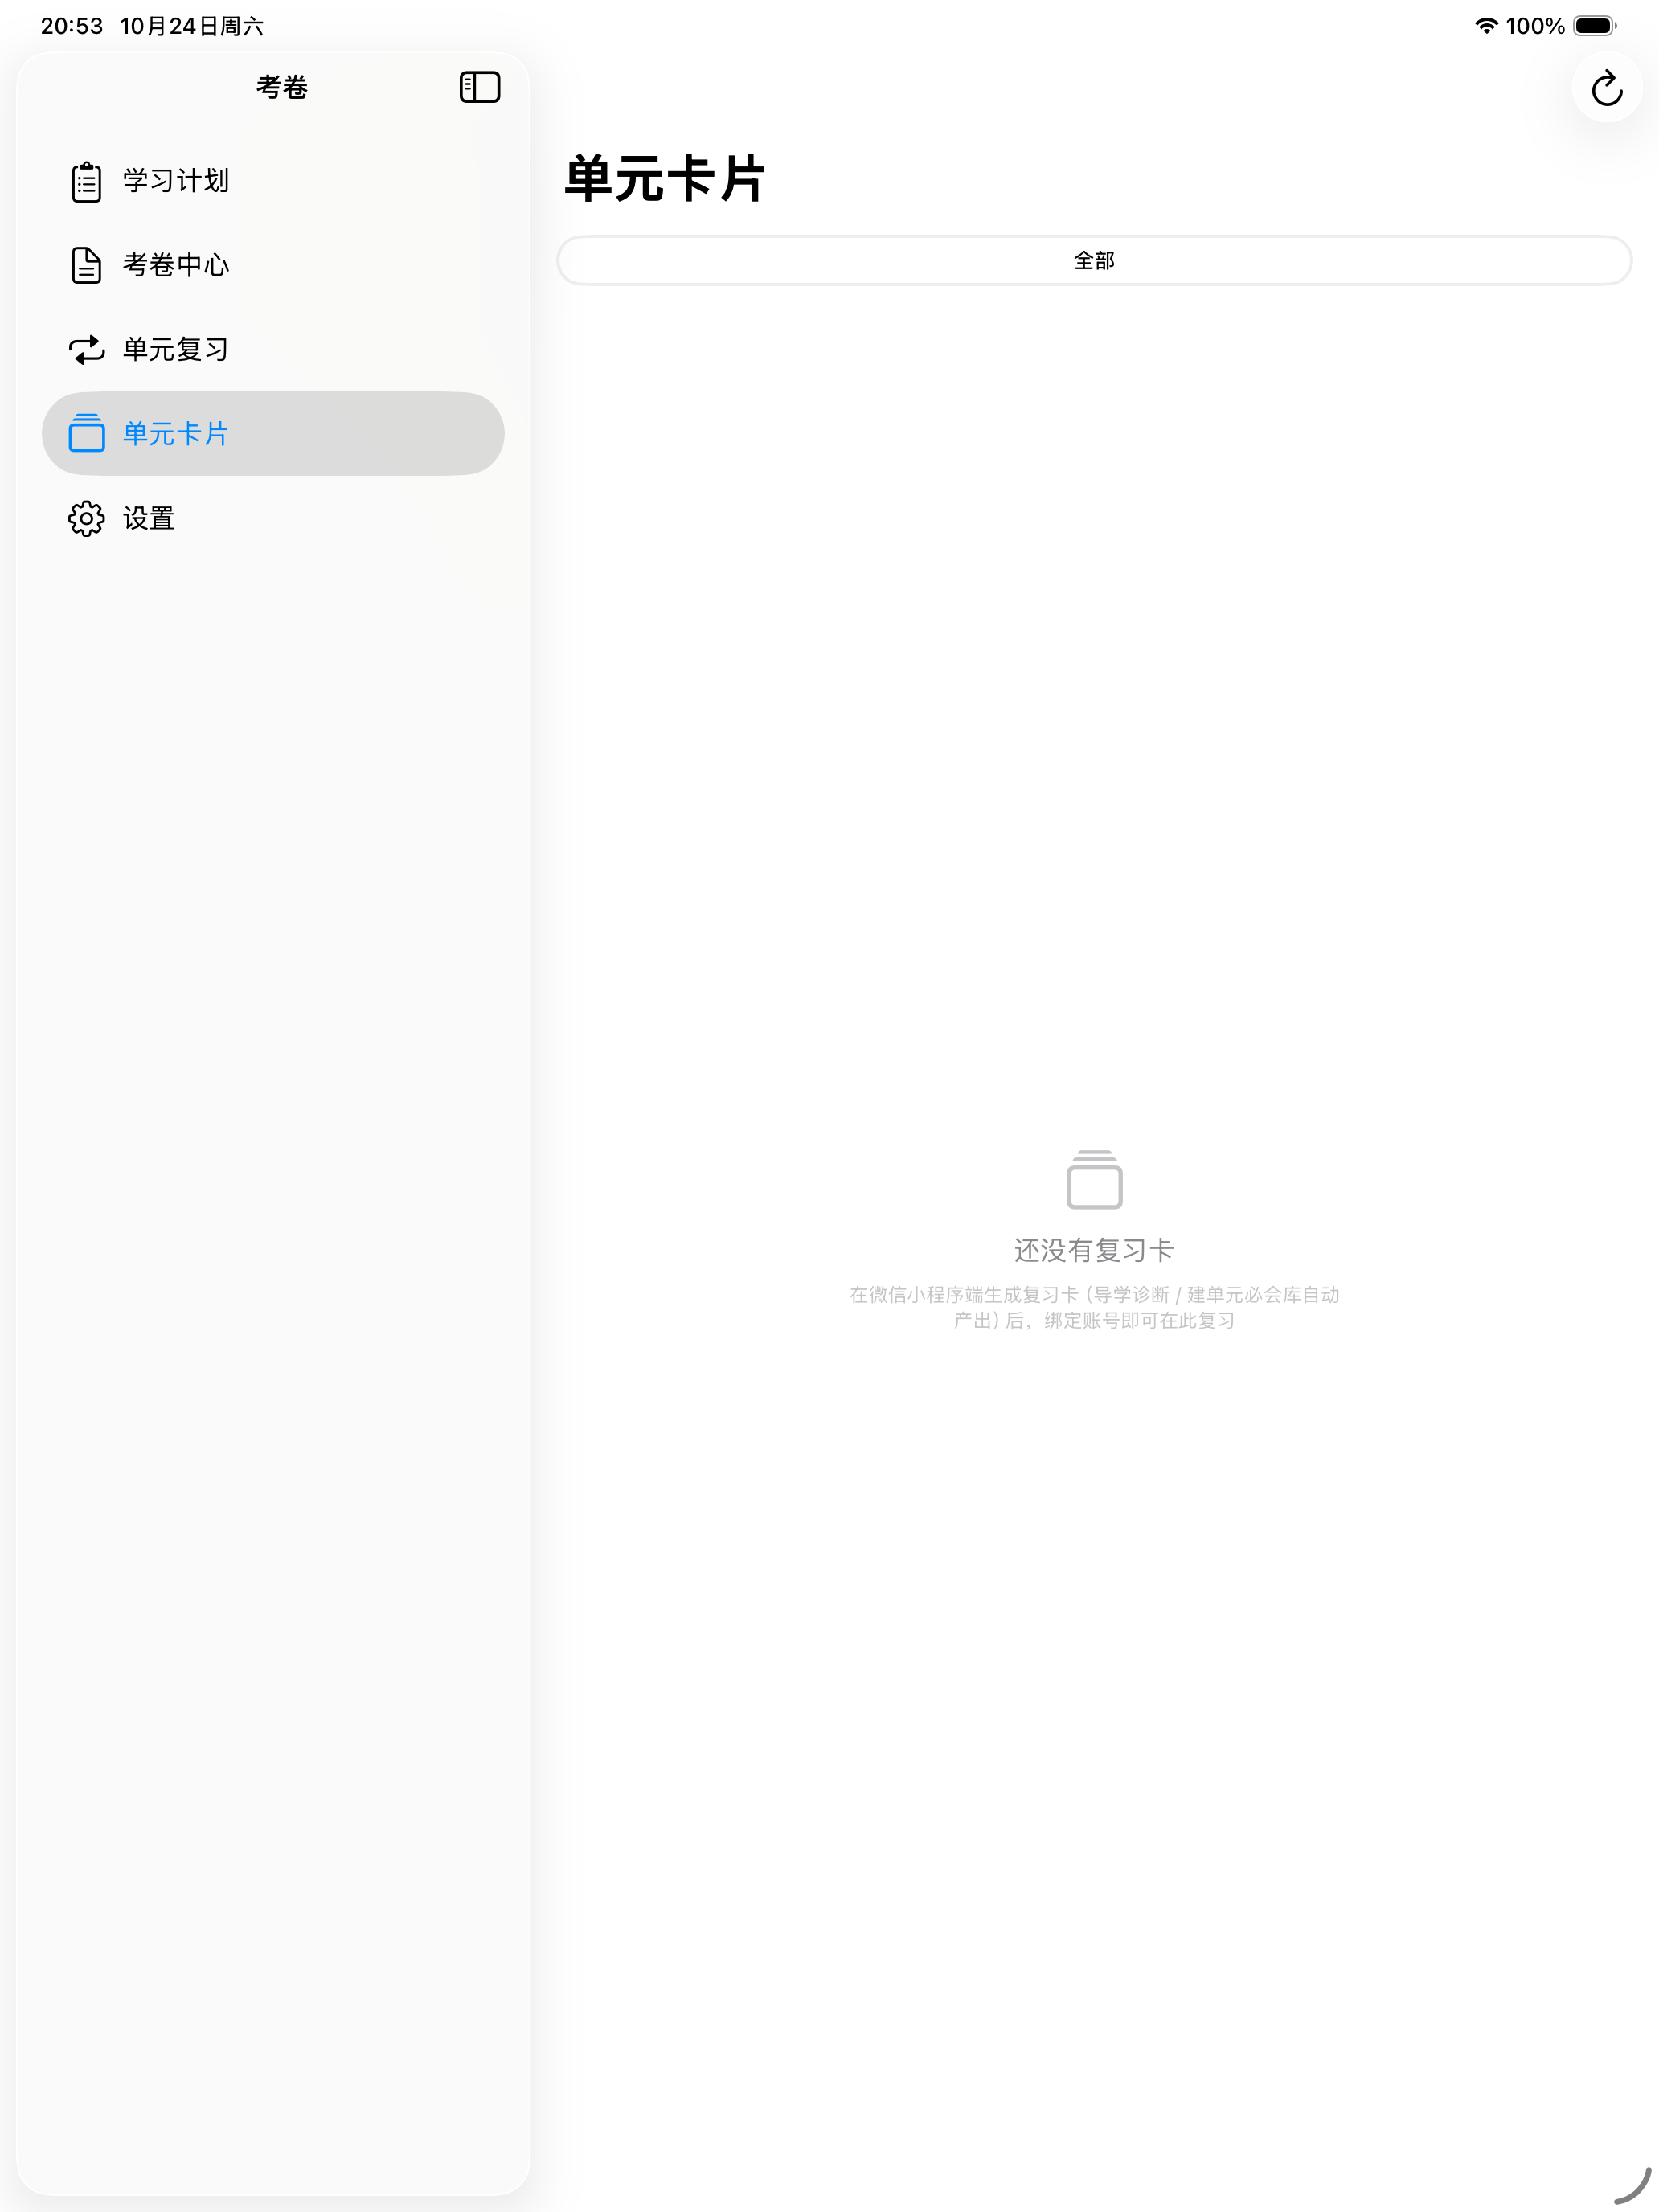 20:53 10月24日周六
100%
考卷
学习计划
考卷中心
单元复习
单元卡片
设置
单元卡片
全部
还没有复习卡
在微信小程序端生成复习卡（导学诊断 / 建单元必会库自动
产出）后，绑定账号即可在此复习